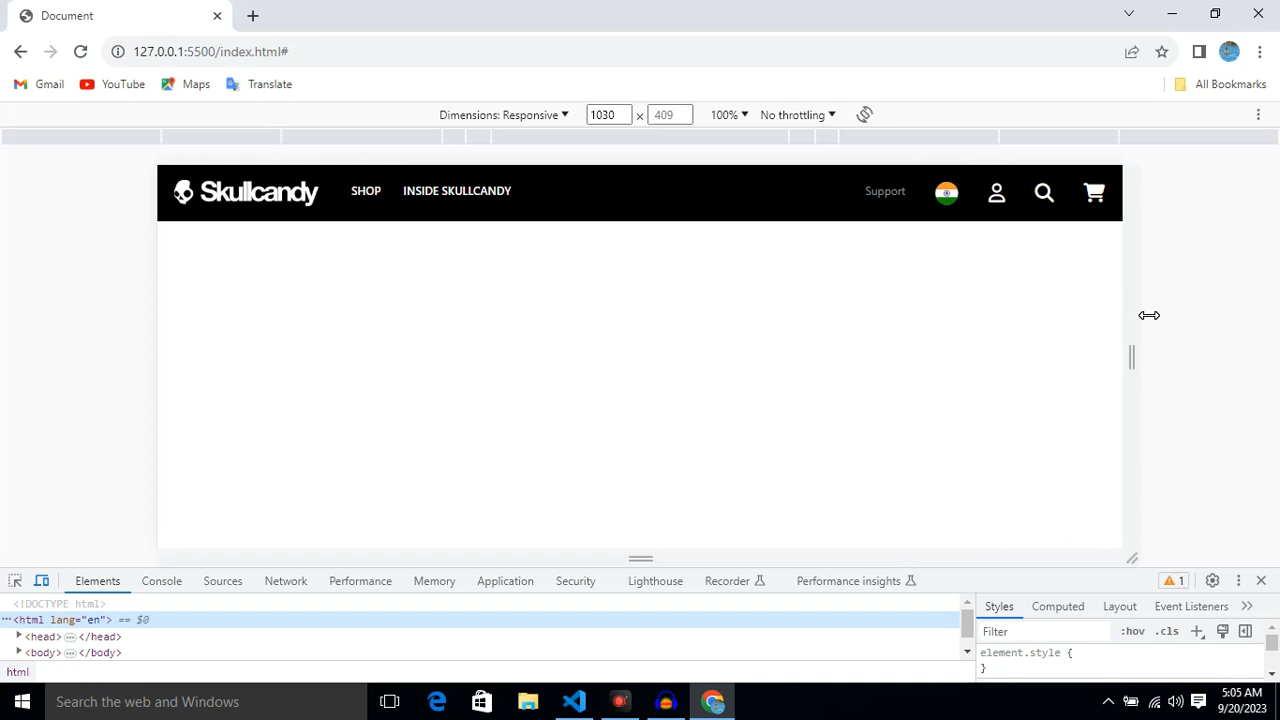 Document
127.0.0.1:5500/index.html#
Gmail YouTube Maps Translate All Bookmarks
Dimensions: Responsive 1030 × 409 100% No throttling
Skullcandy SHOP INSIDE SKULLCANDY Support
Elements Console Sources Network Performance Memory Application Security Lighthouse Recorder Performance insights 1
<!DOCTYPE html>
<html lang="en"> == $0
<head> … </head>
<body> … </body>
html
Styles Computed Layout Event Listeners
Filter :hov .cls
element.style {
}
Search the web and Windows
5:05 AM
9/20/2023